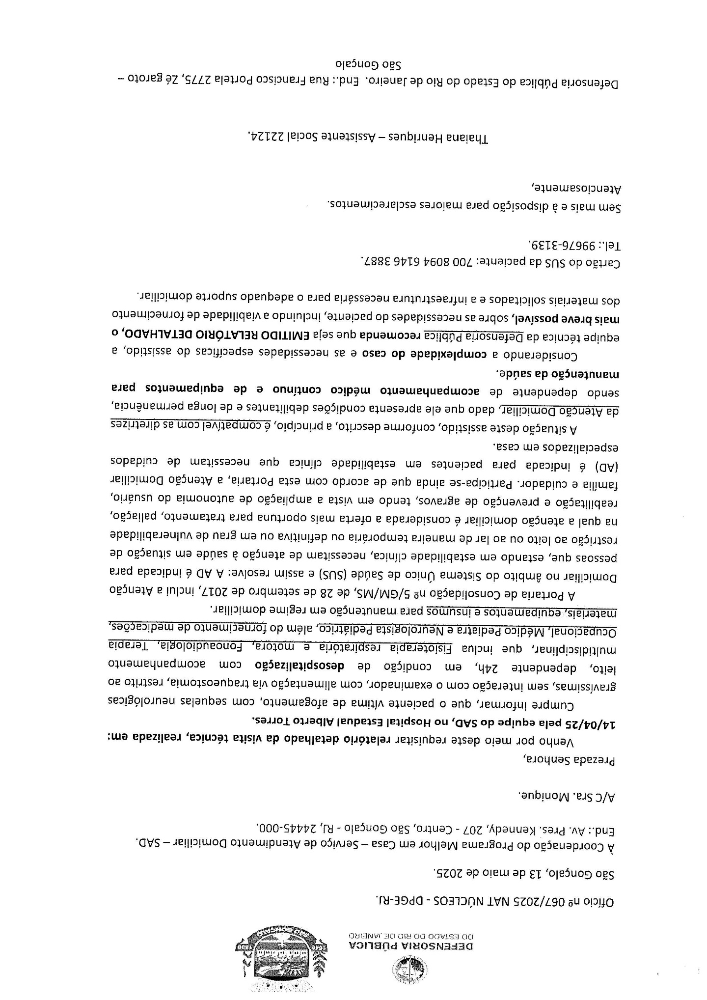 DEFENSORIA PÚBLICA
DO ESTADO DO RIO DE JANEIRO
SÃO GONÇALO
Ofício nº 067/2025 NAT NÚCLEOS - DPGE-RJ.
São Gonçalo, 13 de maio de 2025.
À Coordenação do Programa Melhor em Casa – Serviço de Atendimento Domiciliar – SAD.
End.: Av. Pres. Kennedy, 207 - Centro, São Gonçalo - RJ, 24445-000.
A/C Sra. Monique.
Prezada Senhora,
Venho por meio deste requisitar relatório detalhado da visita técnica, realizada em:
14/04/25 pela equipe do SAD, no Hospital Estadual Alberto Torres.
Cumpre informar, que o paciente vítima de afogamento, com sequelas neurológicas
gravíssimas, sem interação com o examinador, com alimentação via traqueostomia, restrito ao
leito, dependente 24h, em condição de desospitalização com acompanhamento
multidisciplinar, que inclua Fisioterapia respiratória e motora, Fonoaudiologia, Terapia
Ocupacional, Médico Pediatra e Neurologista Pediátrico, além do fornecimento de medicações,
materiais, equipamentos e insumos para manutenção em regime domiciliar.
A Portaria de Consolidação nº 5/GM/MS, de 28 de setembro de 2017, inclui a Atenção
Domiciliar no âmbito do Sistema Único de Saúde (SUS) e assim resolve: A AD é indicada para
pessoas que, estando em estabilidade clínica, necessitam de atenção à saúde em situação de
restrição ao leito ou ao lar de maneira temporária ou definitiva ou em grau de vulnerabilidade
na qual a atenção domiciliar é considerada a oferta mais oportuna para tratamento, paliação,
reabilitação e prevenção de agravos, tendo em vista a ampliação de autonomia do usuário,
família e cuidador. Participa-se ainda que de acordo com esta Portaria, a Atenção Domiciliar
(AD) é indicada para pacientes em estabilidade clínica que necessitam de cuidados
especializados em casa.
A situação deste assistido, conforme descrito, a princípio, é compatível com as diretrizes
da Atenção Domiciliar, dado que ele apresenta condições debilitantes e de longa permanência,
sendo dependente de acompanhamento médico contínuo e de equipamentos para
manutenção da saúde.
Considerando a complexidade do caso e as necessidades específicas do assistido, a
equipe técnica da Defensoria Pública recomenda que seja EMITIDO RELATÓRIO DETALHADO, o
mais breve possível, sobre as necessidades do paciente, incluindo a viabilidade de fornecimento
dos materiais solicitados e a infraestrutura necessária para o adequado suporte domiciliar.
Cartão do SUS da paciente: 700 8094 6146 3887.
Tel.: 99676-3139.
Sem mais e à disposição para maiores esclarecimentos.
Atenciosamente,
Thaiana Henriques – Assistente Social 22124.
Defensoria Pública do Estado do Rio de Janeiro. End.: Rua Francisco Portela 2775, Zé garoto –
São Gonçalo